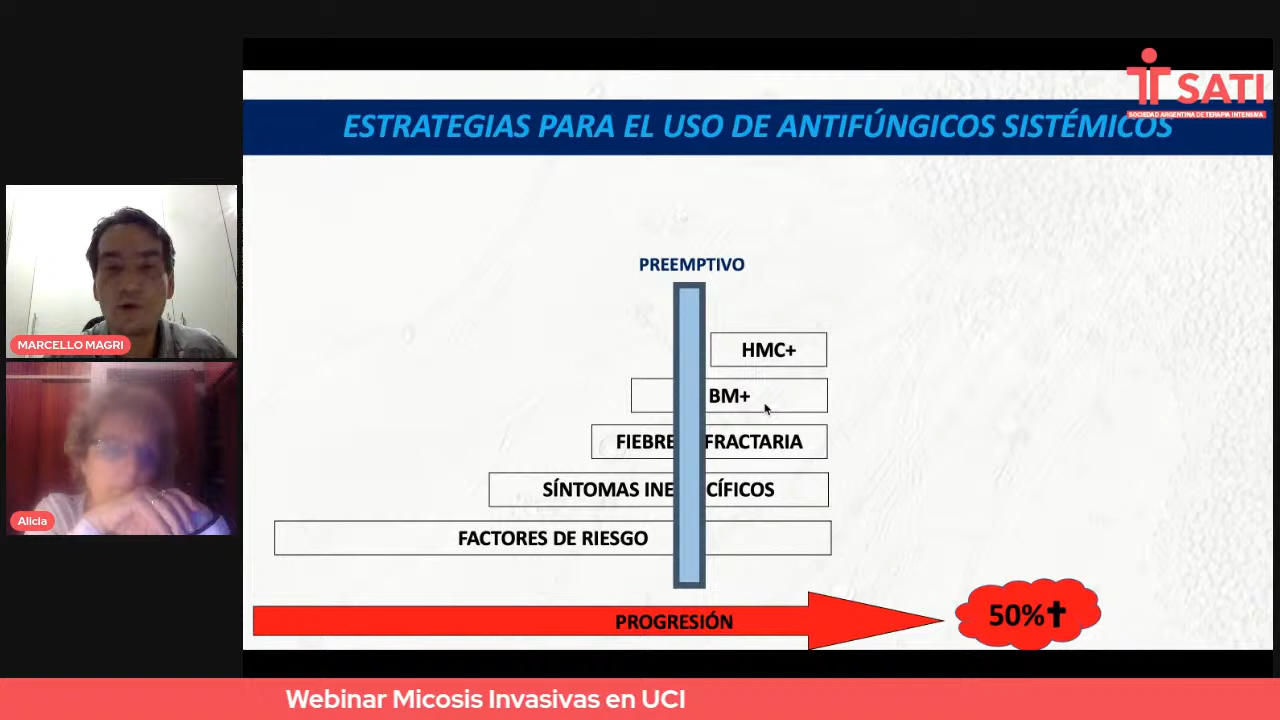 SATI
SOCIEDAD ARGENTINA DE TERAPIA INTENSIVA
ESTRATEGIAS PARA EL USO DE ANTIFÚNGICOS SISTÉMICOS
PREEMPTIVO
HMC+
BM+
FIEBRE FRACTARIA
SÍNTOMAS INE CÍFICOS
FACTORES DE RIESGO
PROGRESIÓN
50%✝
MARCELLO MAGRI
Alicia
Webinar Micosis Invasivas en UCI